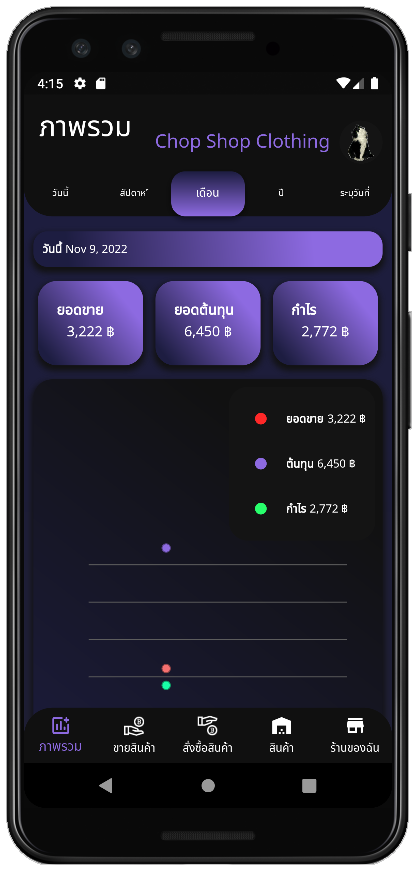 4:15
ภาพรวม
Chop Shop Clothing
วันนี้ สัปดาห์ เดือน ปี ระบุวันที่
วันนี้ Nov 9, 2022
ยอดขาย ยอดต้นทุน กำไร
3,222 ฿ 6,450 ฿ 2,772 ฿
ยอดขาย 3,222 ฿
ต้นทุน 6,450 ฿
กำไร 2,772 ฿
ภาพรวม ขายสินค้า สั่งซื้อสินค้า สินค้า ร้านของฉัน